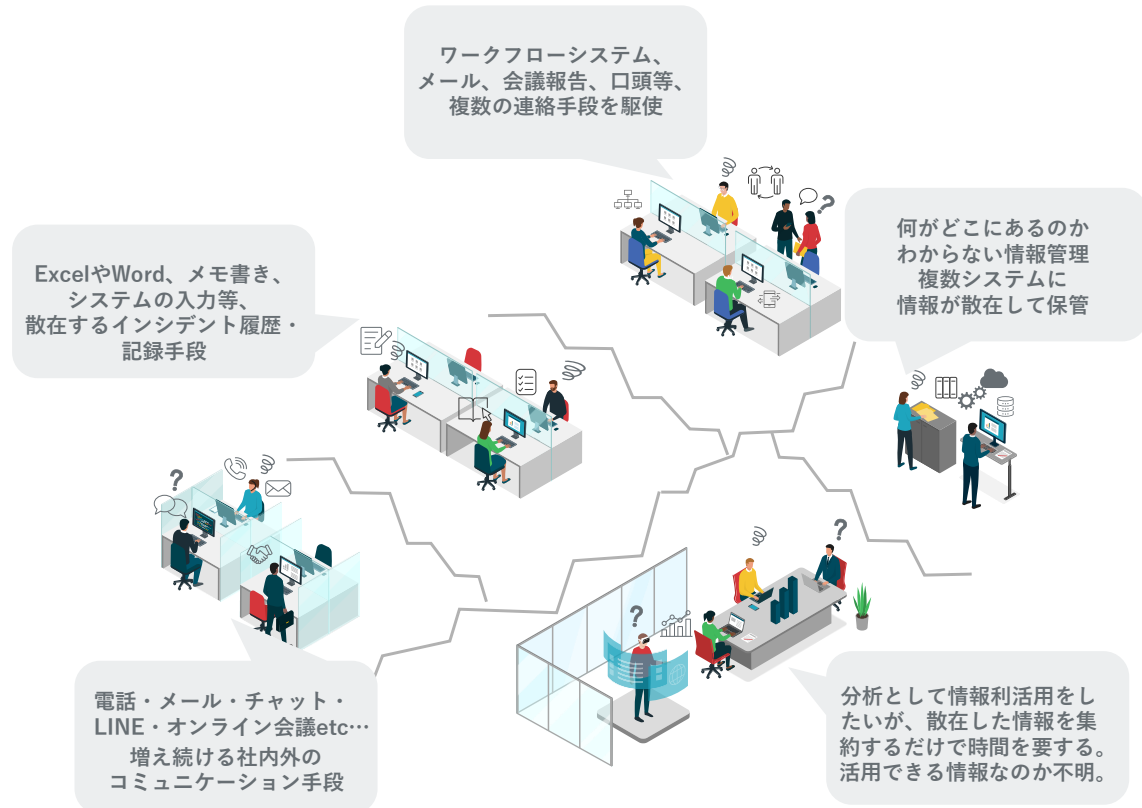 ワークフローシステム、
メール、会議報告、口頭等、
複数の連絡手段を駆使
何がどこにあるのか
わからない情報管理
複数システムに
情報が散在して保管
ExcelやWord、メモ書き、
システムの入力等、
散在するインシデント履歴・
記録手段
電話・メール・チャット・
LINE・オンライン会議etc…
増え続ける社内外の
コミュニケーション手段
分析として情報利活用をし
たいが、散在した情報を集
約するだけで時間を要する。
活用できる情報なのか不明。
?
?
?
?